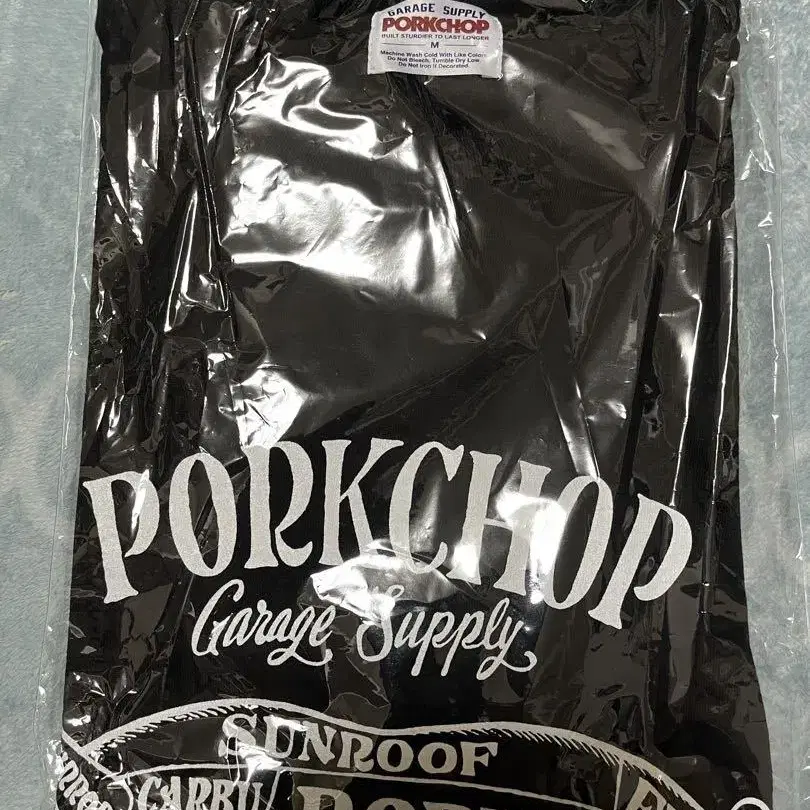 GARAGE SUPPLY
PORKCHOP
BUILT STURDIER TO LAST LONGER
M
Machine Wash Cold With Like Colors
Do Not Bleach, Tumble Dry Low
Do Not Iron If Decorated.
PORKCHOP
Garage Supply
SUNROOF
CARBU